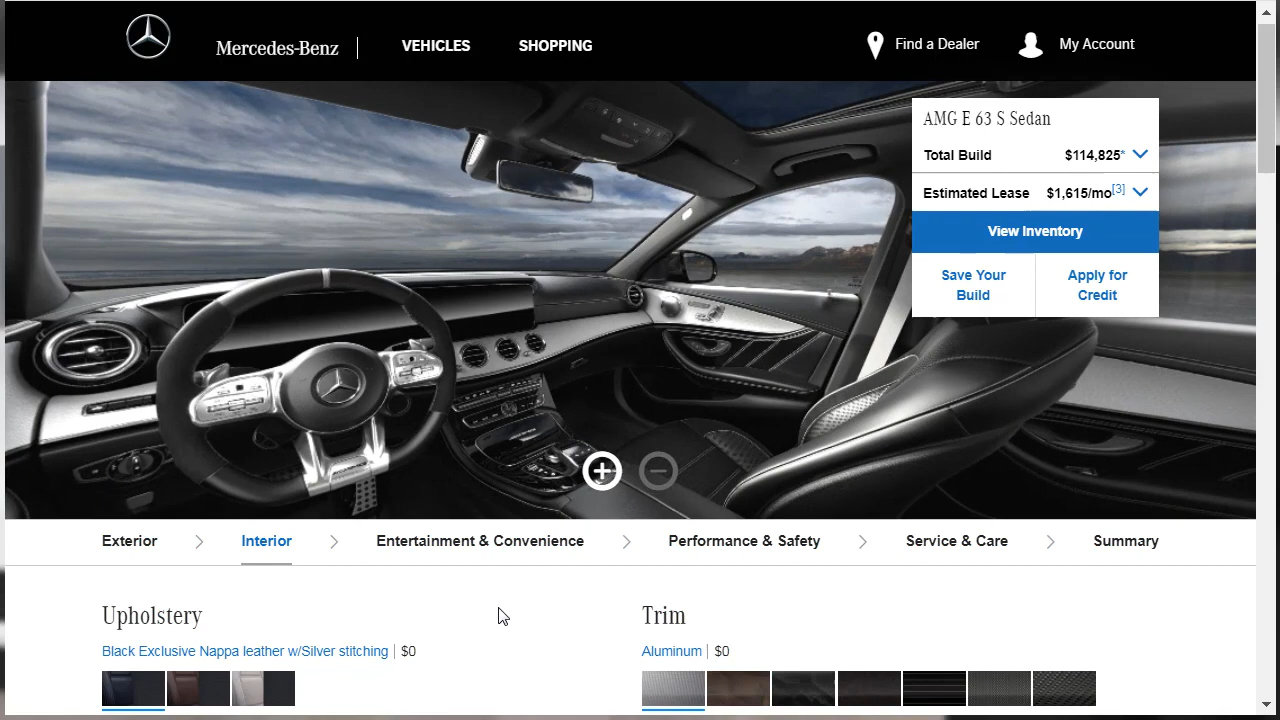 Mercedes-Benz
VEHICLES
SHOPPING
Find a Dealer
My Account
AMG E 63 S Sedan
Total Build $114,825*
Estimated Lease $1,615/mo[3]
View Inventory
Save Your
Build
Apply for
Credit
Exterior
Interior
Entertainment & Convenience
Performance & Safety
Service & Care
Summary
Upholstery
Black Exclusive Nappa leather w/Silver stitching | $0
Trim
Aluminum | $0